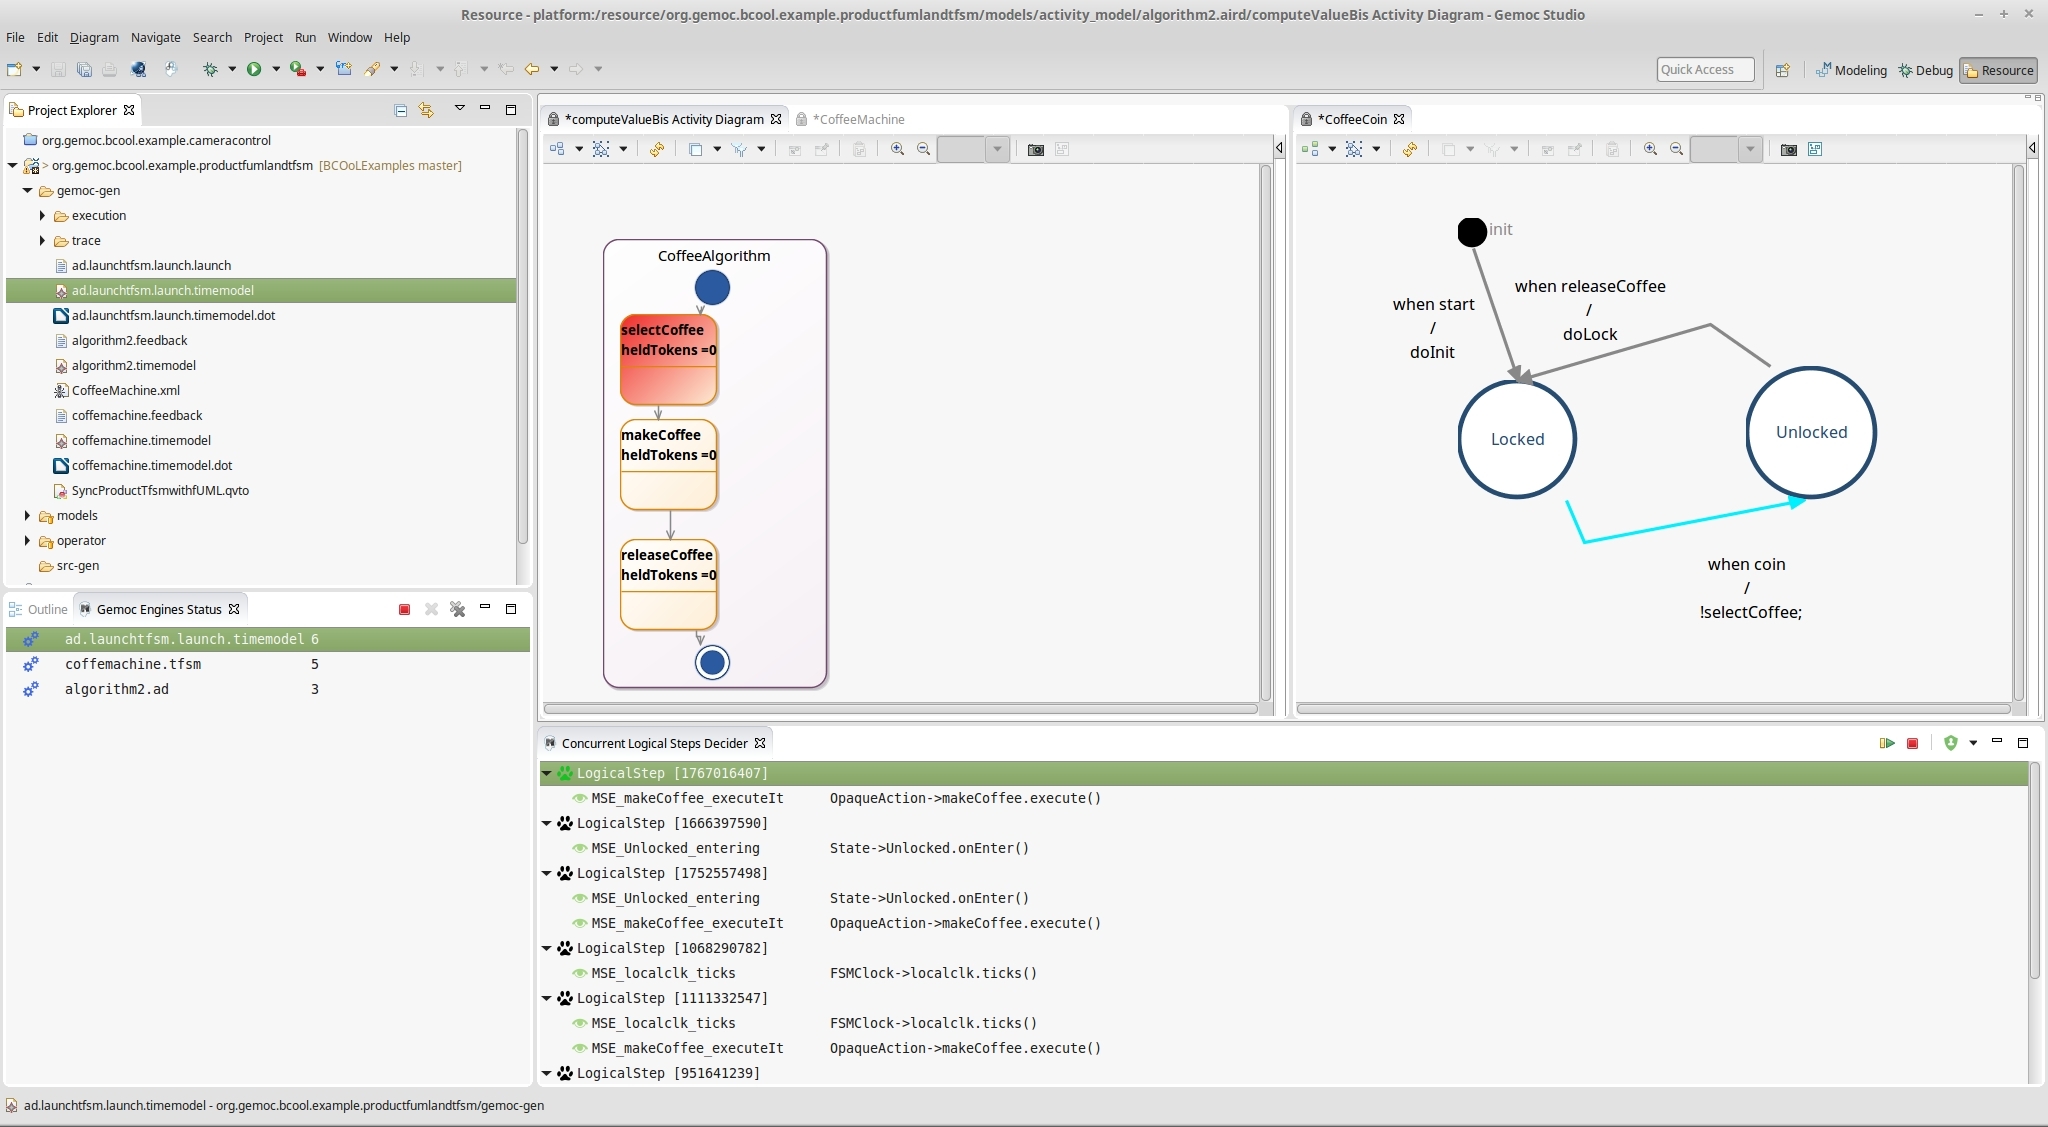 Resource - platform:/resource/org.gemoc.bcool.example.productfumlandtfsm/models/activity_model/algorithm2.aird/computeValueBis Activity Diagram - Gemoc Studio
File Edit Diagram Navigate Search Project Run Window Help
Quick Access
Modeling
Debug
Resource
Project Explorer
org.gemoc.bcool.example.cameracontrol
> org.gemoc.bcool.example.productfumlandtfsm [BCOoLExamples master]
gemoc-gen
execution
trace
ad.launchtfsm.launch.launch
ad.launchtfsm.launch.timemodel
ad.launchtfsm.launch.timemodel.dot
algorithm2.feedback
algorithm2.timemodel
CoffeeMachine.xml
coffemachine.feedback
coffemachine.timemodel
coffemachine.timemodel.dot
SyncProductTfsmwithfUML.qvto
models
operator
src-gen
Outline
Gemoc Engines Status
ad.launchtfsm.launch.timemodel 6
coffemachine.tfsm 5
algorithm2.ad 3
*computeValueBis Activity Diagram
*CoffeeMachine
CoffeeAlgorithm
selectCoffee
heldTokens =0
makeCoffee
heldTokens =0
releaseCoffee
heldTokens =0
*CoffeeCoin
init
when start
/
doInit
when releaseCoffee
/
doLock
Locked
Unlocked
when coin
/
!selectCoffee;
Concurrent Logical Steps Decider
LogicalStep [1767016407]
MSE_makeCoffee_executeIt OpaqueAction->makeCoffee.execute()
LogicalStep [1666397590]
MSE_Unlocked_entering State->Unlocked.onEnter()
LogicalStep [1752557498]
MSE_Unlocked_entering State->Unlocked.onEnter()
MSE_makeCoffee_executeIt OpaqueAction->makeCoffee.execute()
LogicalStep [1068290782]
MSE_localclk_ticks FSMClock->localclk.ticks()
LogicalStep [1111332547]
MSE_localclk_ticks FSMClock->localclk.ticks()
MSE_makeCoffee_executeIt OpaqueAction->makeCoffee.execute()
LogicalStep [951641239]
ad.launchtfsm.launch.timemodel - org.gemoc.bcool.example.productfumlandtfsm/gemoc-gen